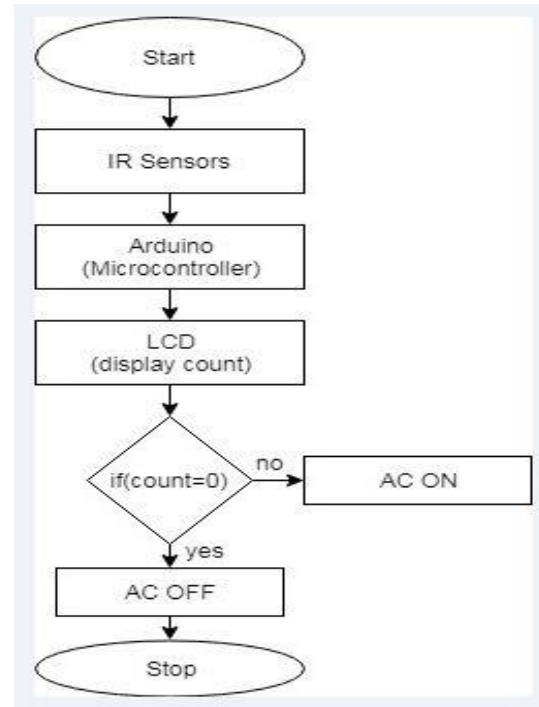 Start
IR Sensors
Arduino
(Microcontroller)
LCD
(display count)
if(count=0)
no
AC ON
yes
AC OFF
Stop